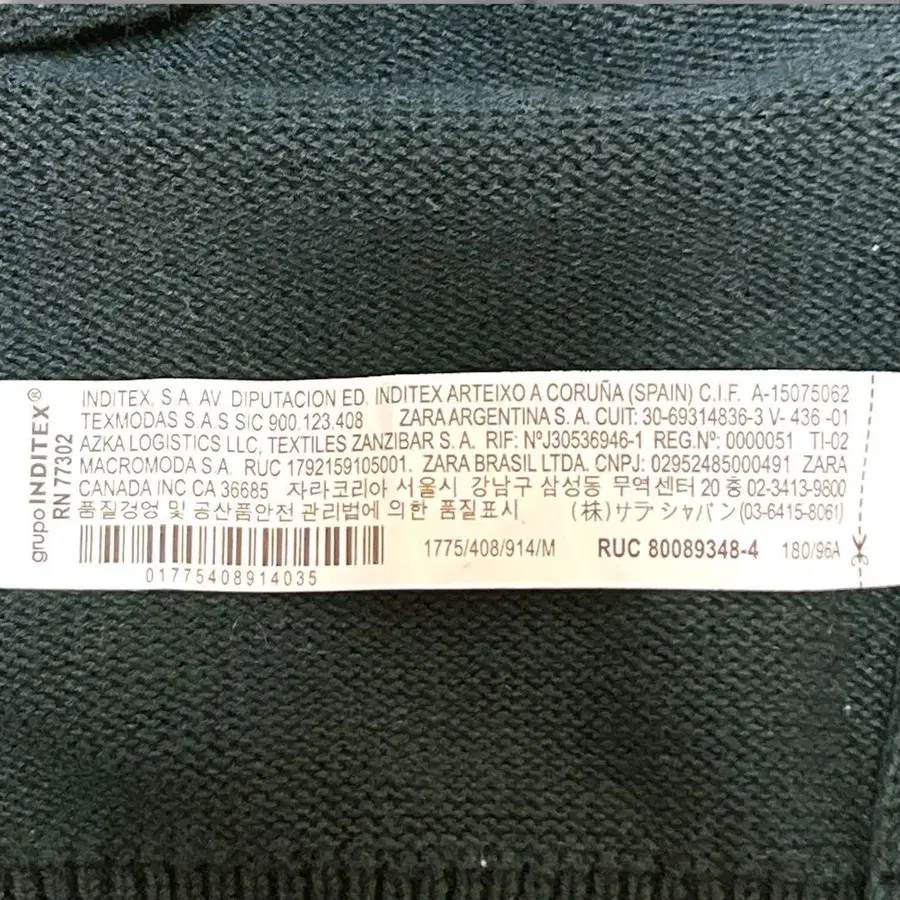 grupo INDITEX®
RN 77302
INDITEX, S.A. AV DIPUTACION ED. INDITEX ARTEIXO A CORUÑA (SPAIN) C.I.F. A-15075062
TEXMODAS S.A.S SIC 900.123.408 ZARA ARGENTINA S.A. CUIT: 30-69314836-3 V- 436 -01
AZKA LOGISTICS LLC, TEXTILES ZANZIBAR S.A. RIF: NºJ30536946-1 REG.Nº: 0000051 TI-02
MACROMODA S.A. RUC 1792159105001. ZARA BRASIL LTDA. CNPJ: 02952485000491 ZARA
CANADA INC CA 36685 자라코리아 서울시 강남구 삼성동 무역센터 20 층 02-3413-9800
품질경영 및 공산품안전 관리법에 의한 품질표시 (株)ザラ ジャパン (03-6415-8061)
1775/408/914/M RUC 80089348-4 180/96A
01775408914035